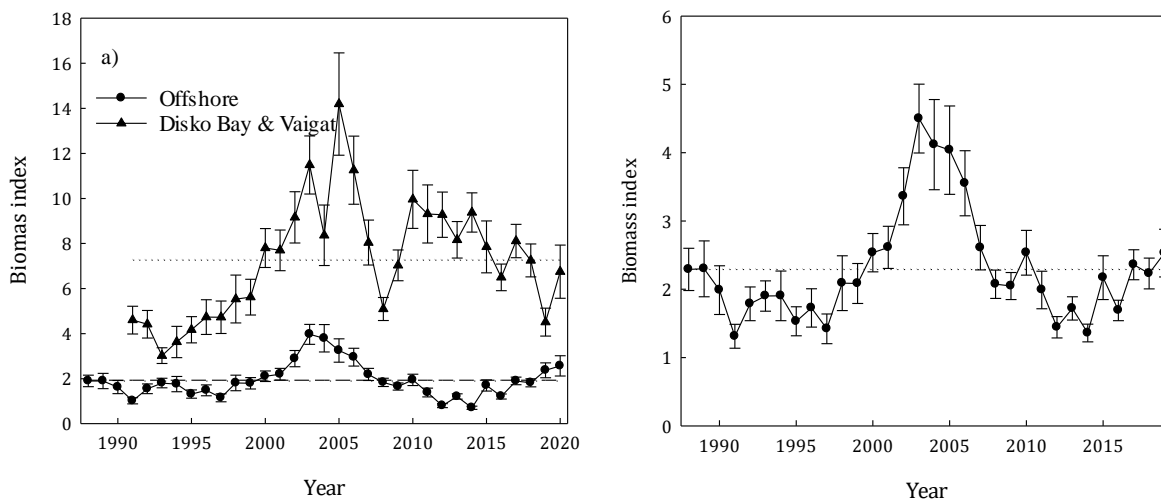 18
16
14
12
10
8
6
4
2
0
Biomas index
a)
Offshore
Disko Bay & Vaigat
1990 1995 2000 2005 2010 2015 2020
Year
6
5
4
3
2
1
0
Biomass index
1990 1995 2000 2005 2010 2015
Year